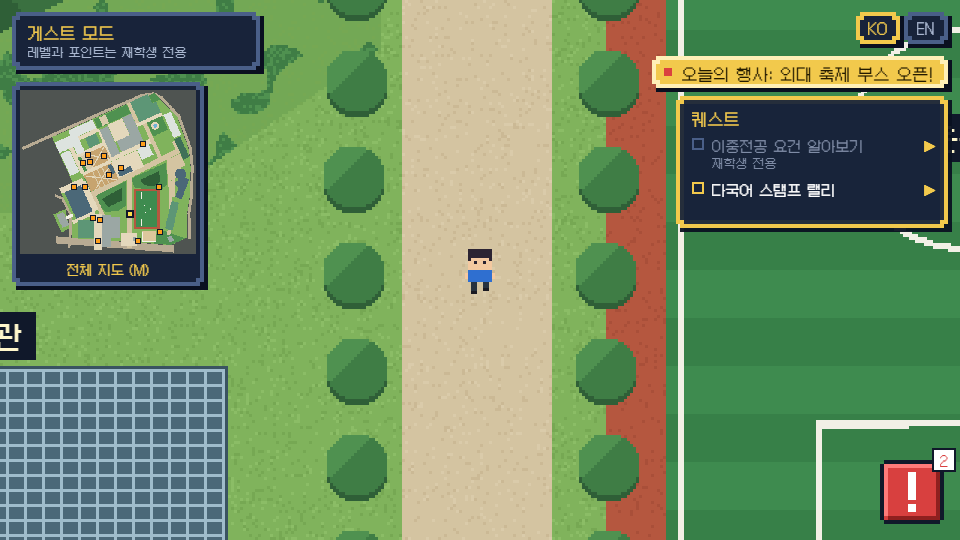 게스트 모드
레벨과 포인트는 재학생 전용
전체 지도 (M)
관
KO
EN
오늘의 행사: 외대 축제 부스 오픈!
퀘스트
이중전공 요건 알아보기
재학생 전용
다국어 스탬프 랠리
!
2